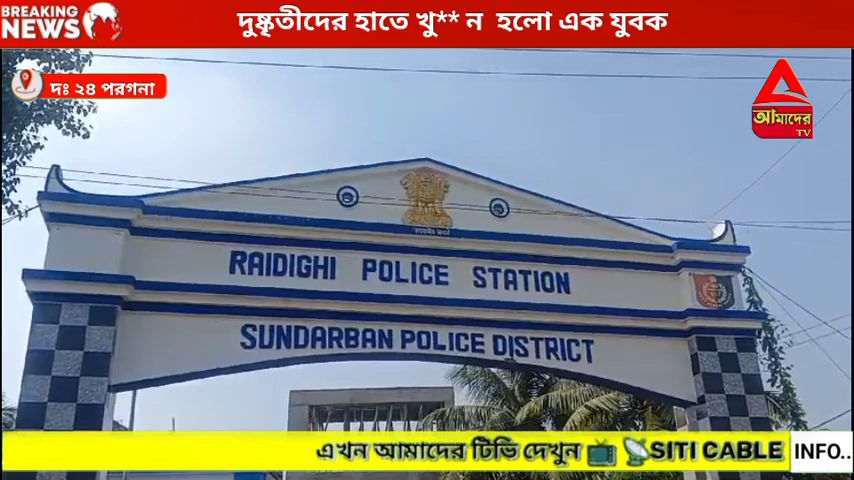 BREAKING
NEWS
দুষ্কৃতীদের হাতে খু** ন হলো এক যুবক
দঃ ২৪ পরগনা
আমাদের
TV
RAIDIGHI POLICE STATION
SUNDARBAN POLICE DISTRICT
এখন আমাদের টিভি দেখুন 📺 📡SITI CABLE
INFO..